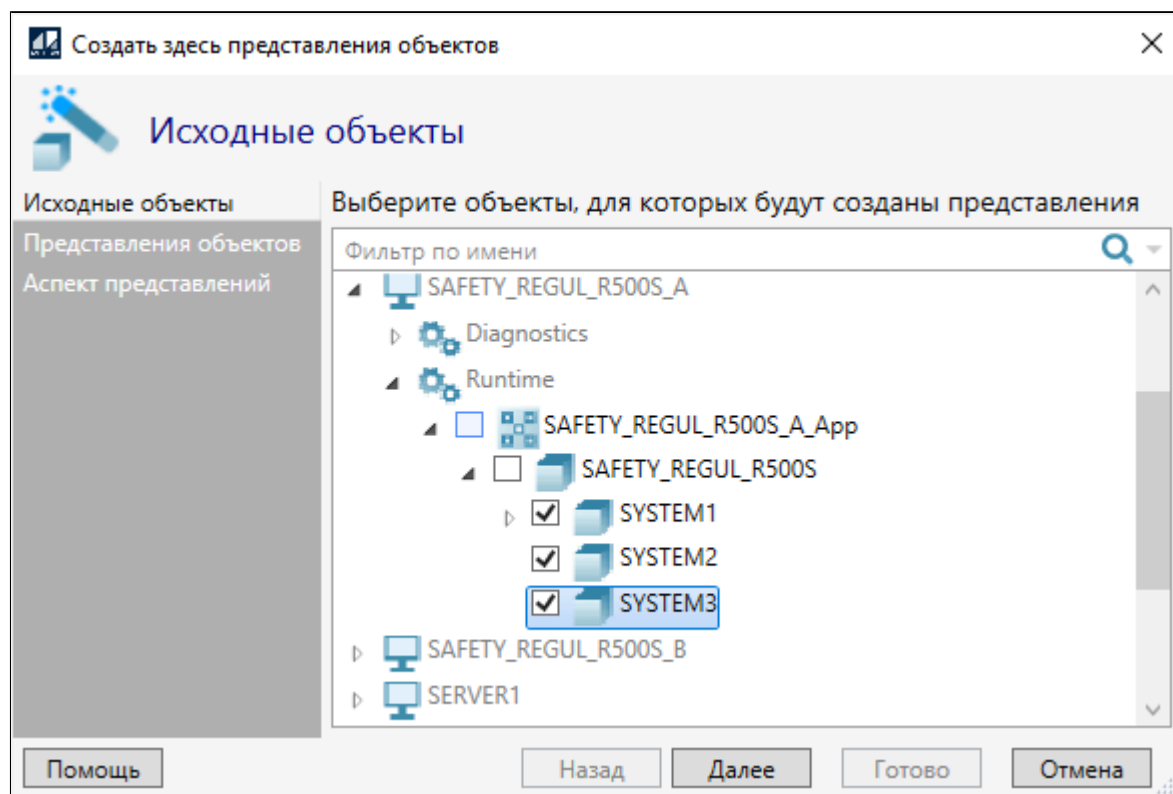 Создать здесь представления объектов
Исходные объекты
Исходные объекты
Представления объектов
Аспект представлений
Выберите объекты, для которых будут созданы представления
Фильтр по имени
SAFETY_REGUL_R500S_A
Diagnostics
Runtime
SAFETY_REGUL_R500S_A_App
SAFETY_REGUL_R500S
SYSTEM1
SYSTEM2
SYSTEM3
SAFETY_REGUL_R500S_B
SERVER1
Помощь
Назад
Далее
Готово
Отмена